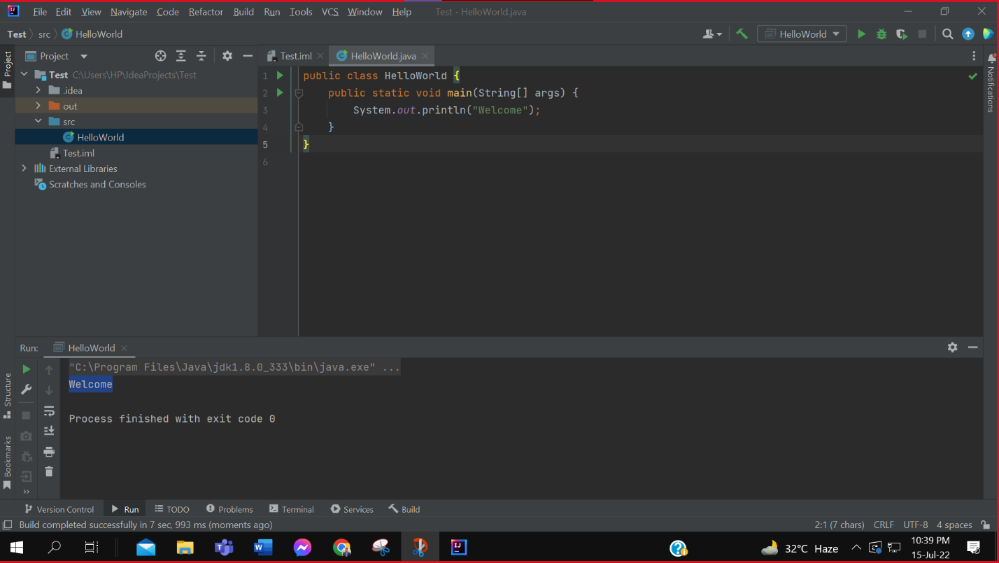 File Edit View Navigate Code Refactor Build Run Tools VCS Window Help Test - HelloWorld.java
Test src HelloWorld HelloWorld
Project
Project
Test C:\Users\HP\IdeaProjects\Test
.idea
out
src
HelloWorld
Test.iml
External Libraries
Scratches and Consoles
Test.iml HelloWorld.java
1 public class HelloWorld {
2 public static void main(String[] args) {
3 System.out.println("Welcome");
4 }
5 }
6
Notifications
Run: HelloWorld
"C:\Program Files\Java\jdk1.8.0_333\bin\java.exe" ...
Welcome
Process finished with exit code 0
Structure
Bookmarks
Version Control Run TODO Problems Terminal Services Build
Build completed successfully in 7 sec, 993 ms (moments ago) 2:1 (7 chars) CRLF UTF-8 4 spaces
32°C Haze
10:39 PM
15-Jul-22